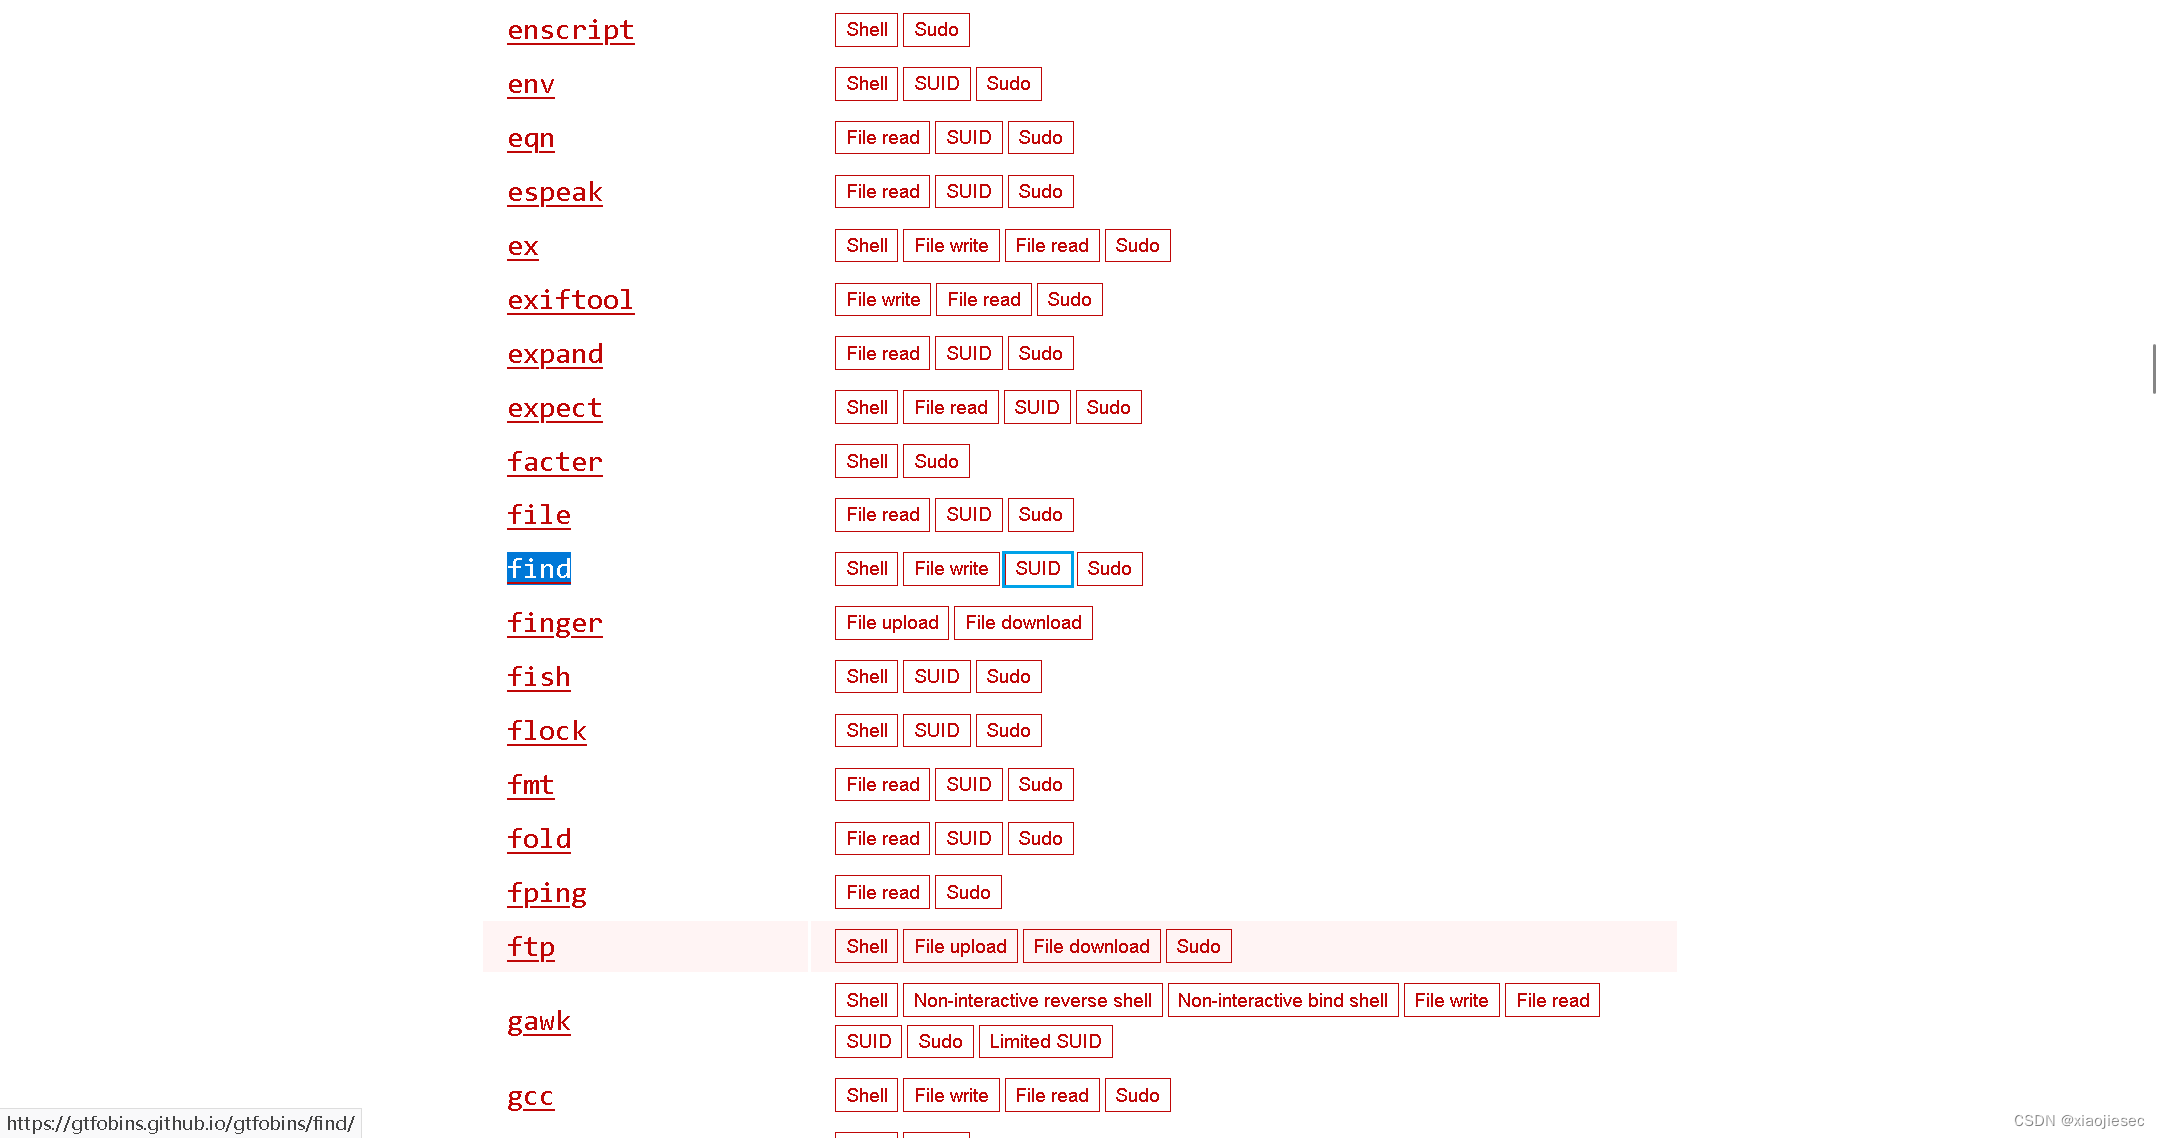 enscript Shell Sudo
env Shell SUID Sudo
eqn File read SUID Sudo
espeak File read SUID Sudo
ex Shell File write File read Sudo
exiftool File write File read Sudo
expand File read SUID Sudo
expect Shell File read SUID Sudo
facter Shell Sudo
file File read SUID Sudo
find Shell File write SUID Sudo
finger File upload File download
fish Shell SUID Sudo
flock Shell SUID Sudo
fmt File read SUID Sudo
fold File read SUID Sudo
fping File read Sudo
ftp Shell File upload File download Sudo
gawk Shell Non-interactive reverse shell Non-interactive bind shell File write File read
SUID Sudo Limited SUID
gcc Shell File write File read Sudo
https://gtfobins.github.io/gtfobins/find/
CSDN @xiaojiesec